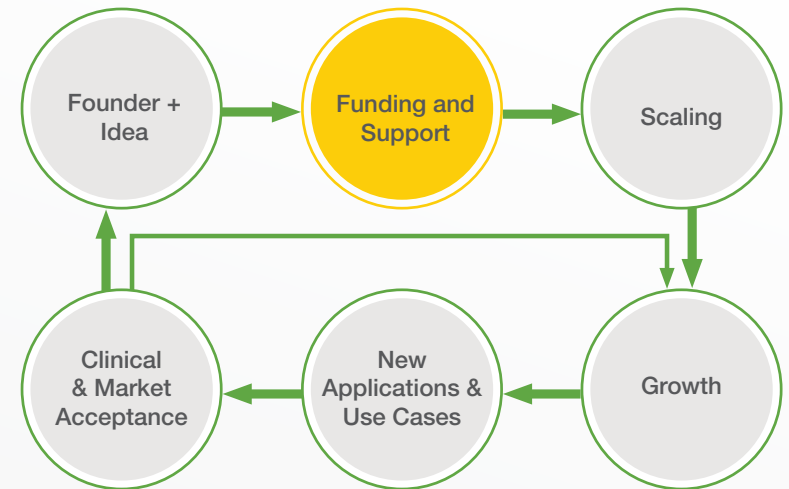 Founder +
Idea
Funding and
Support
Scaling
Clinical
& Market
Acceptance
New
Applications &
Use Cases
Growth